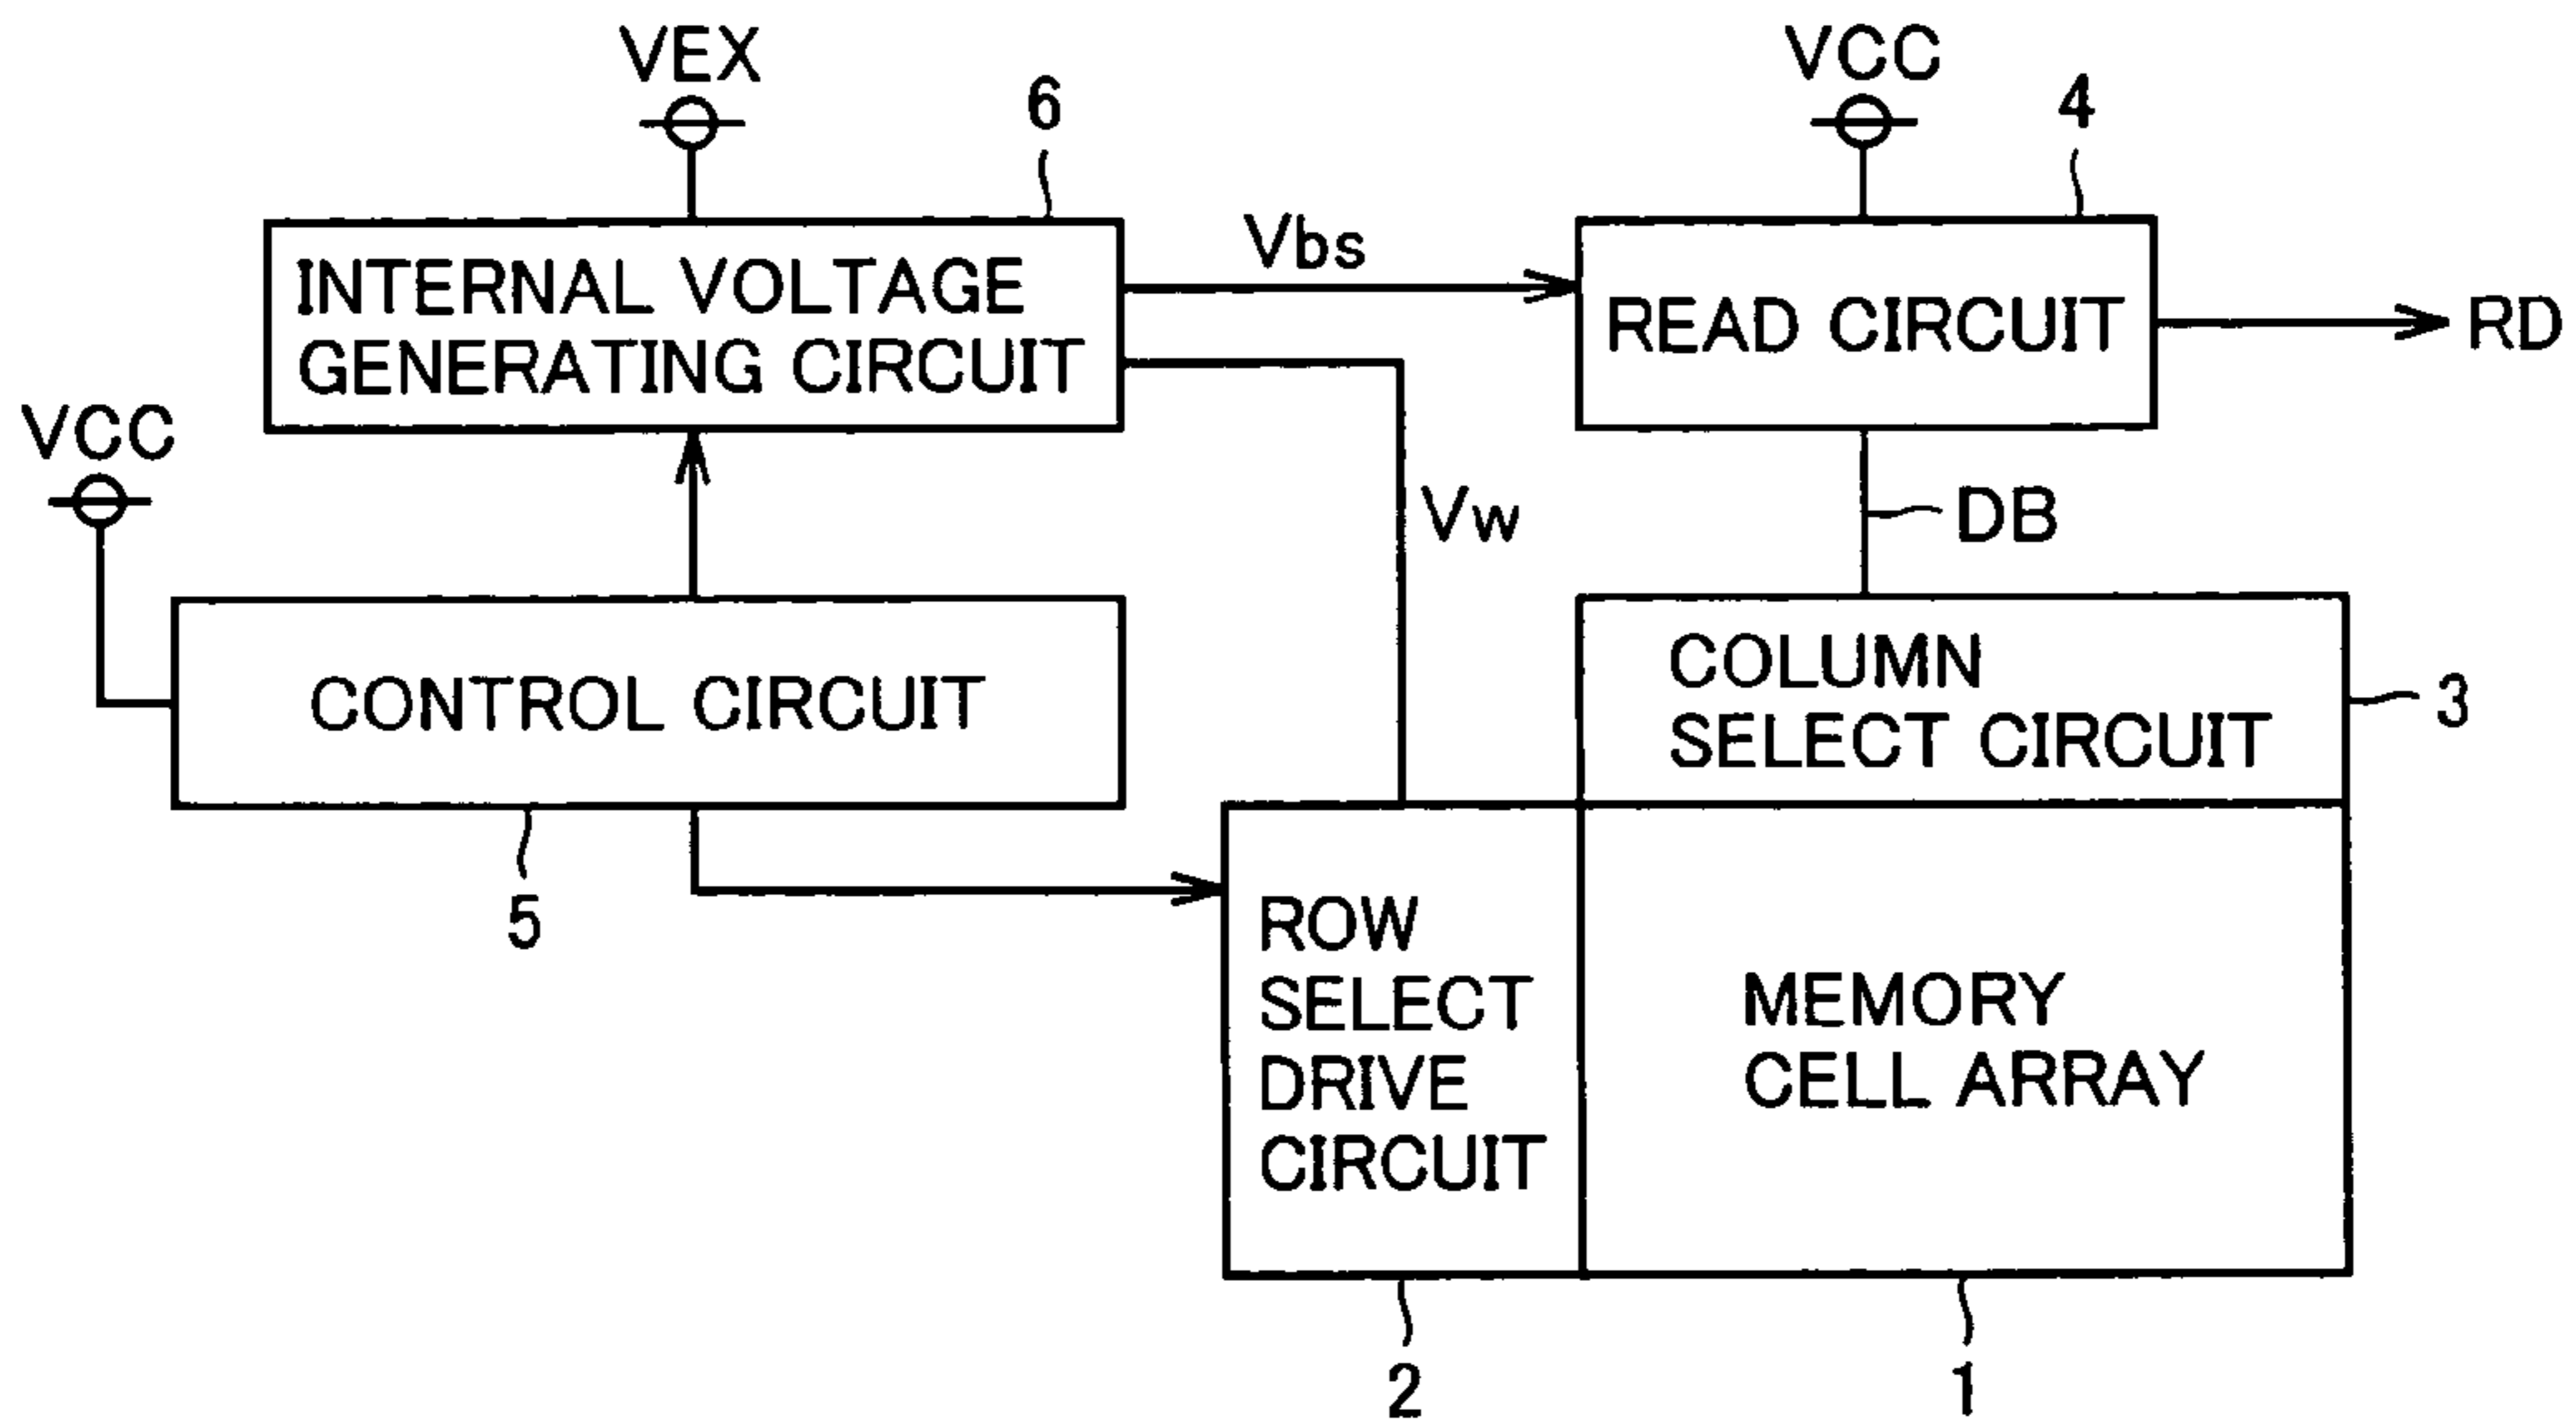 VEX
VCC
6
4
Vbs
INTERNAL VOLTAGE
GENERATING CIRCUIT
READ CIRCUIT
RD
VCC
Vw
DB
CONTROL CIRCUIT
COLUMN
SELECT CIRCUIT
3
5
ROW
SELECT
DRIVE
CIRCUIT
MEMORY
CELL ARRAY
2
1